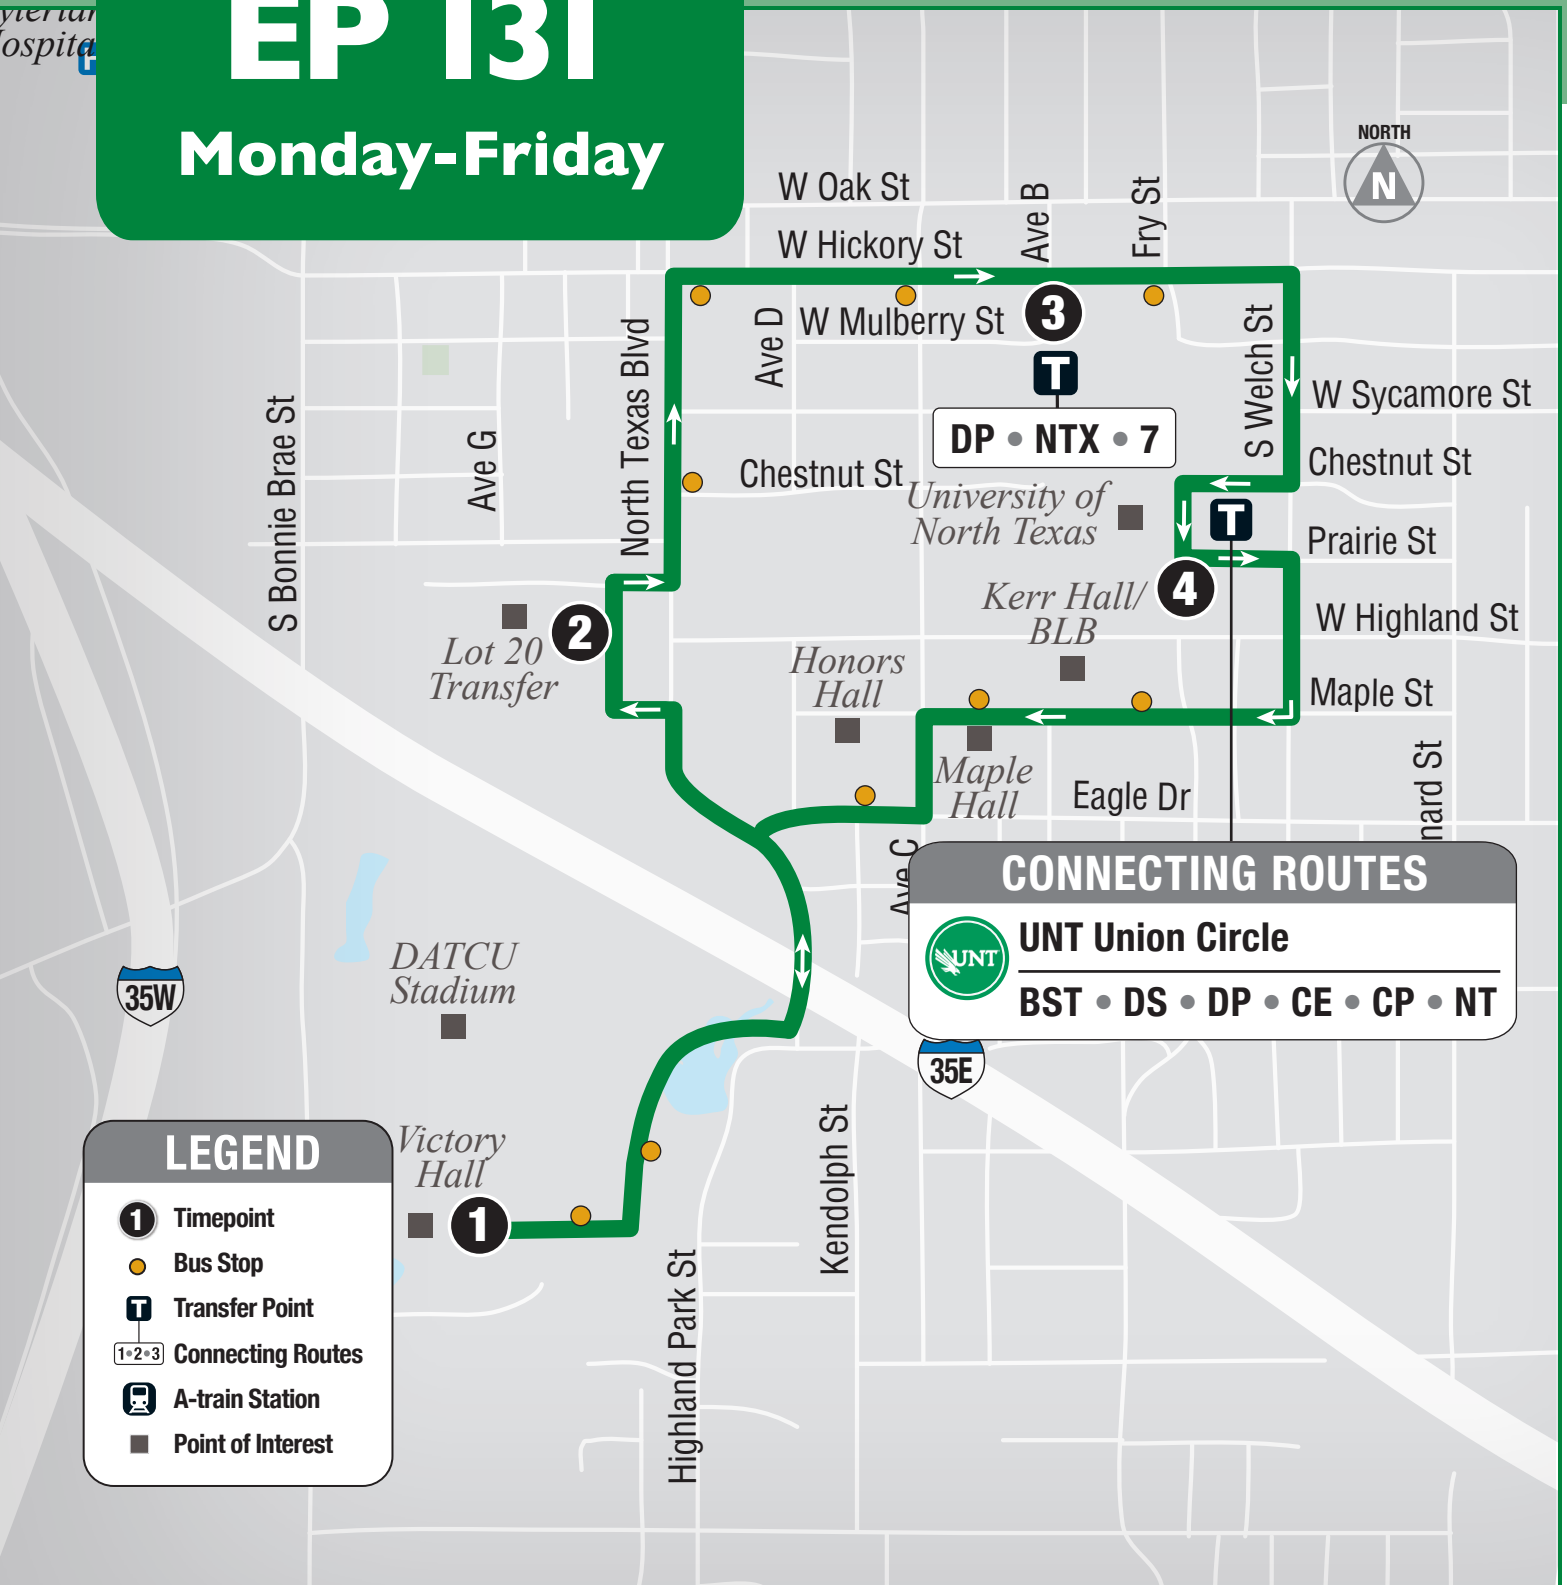 EP 131
Monday-Friday
NORTH
N
W Oak St
W Hickory St
Ave B
Fry St
W Mulberry St
3
T
DP • NTX • 7
Ave D
North Texas Blvd
S Welch St
W Sycamore St
S Bonnie Brae St
Ave G
Chestnut St
Chestnut St
University of
North Texas
T
Prairie St
Kerr Hall/
BLB
4
W Highland St
2
Lot 20
Transfer
Honors
Hall
Maple St
Maple
Hall
Eagle Dr
Ave C
CONNECTING ROUTES
UNT
UNT Union Circle
BST • DS • DP • CE • CP • NT
DATCU
Stadium
35W
35E
Victory
Hall
1
Kendolph St
Highland Park St
LEGEND
1 Timepoint
Bus Stop
T Transfer Point
1•2•3 Connecting Routes
A-train Station
Point of Interest